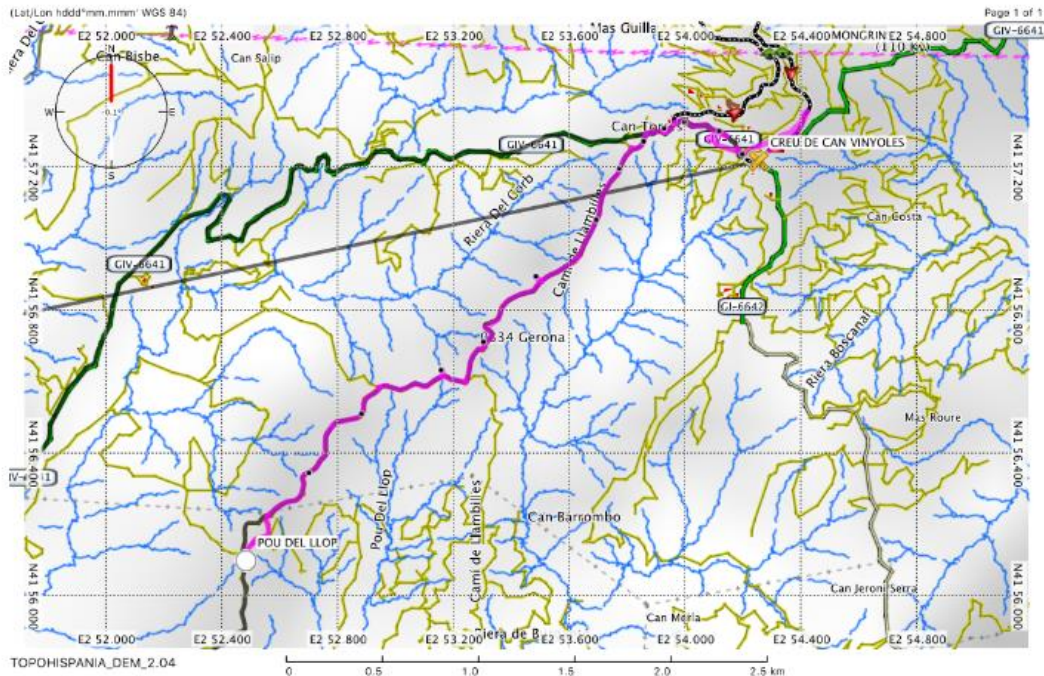 (Lat/Lon hddd°mm.mmm' WGS 84)
Page 1 of 1
E2 52.000
E2 52.400
E2 52.800
E2 53.200
E2 53.600
E2 54.000
E2 54.400
E2 54.800
Mas Guilla
MONGRIN
(110 KV)
GIV-6641
Can Bisbe
Can Salip
N
W
E
S
Can Tor
GIV-6641
GIV-6641
CREU DE CAN VINYOLES
N41 57.200
N41 57.200
Riera Del Corb
Cami de Llambilles
Can Costa
GIV-6641
N41 56.800
N41 56.800
GI-6642
334 Gerona
Riera Boscanal
Mas Roure
N41 56.400
N41 56.400
Pou Del Llop
Cami de Llambilles
Can Barrombo
POU DEL LLOP
N41 56.000
N41 56.000
Can Jeroni Serra
Can Merla
E2 52.000
E2 52.400
E2 52.800
E2 53.200
E2 53.600
E2 54.000
E2 54.400
E2 54.800
TOPOHISPANIA_DEM_2.04
0
0.5
1.0
1.5
2.0
2.5 km